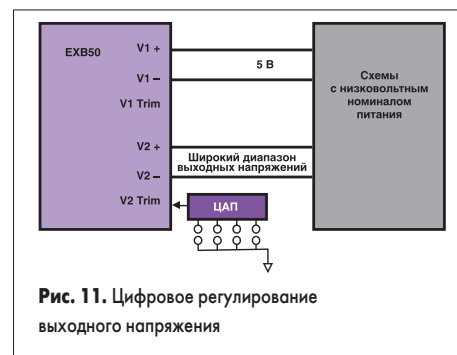 EXB50
V1 +
5 В
V1 –
V1 Trim
Схемы
с низковольтным
номиналом
питания
V2 +
Широкий диапазон
выходных напряжений
V2 –
V2 Trim
ЦАП
Рис. 11. Цифровое регулирование
выходного напряжения